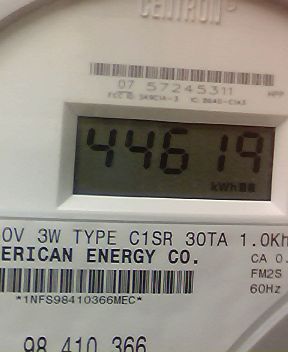 CENTRON®
07 57245311
44619
kWh
0V 3W TYPE C1SR 30TA 1.0Kh
ERICAN ENERGY CO.
CA 0.
FM2S
60Hz
*1NFS98410366MEC*
98 410 366